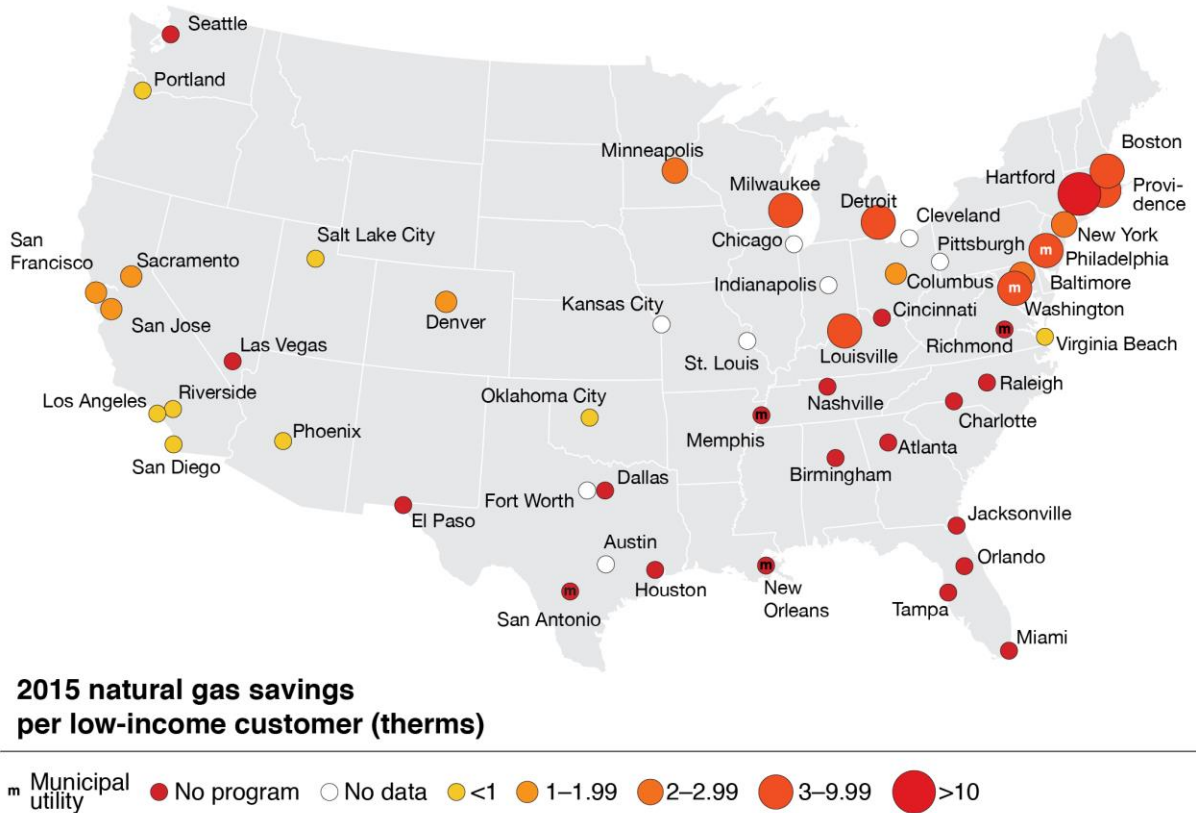 Seattle
Portland
Minneapolis
Boston
Milwaukee
Hartford
Provi-
dence
Detroit
Cleveland
Chicago
Pittsburgh
New York
San
Francisco
Sacramento
Salt Lake City
m Philadelphia
Indianapolis
Columbus
Baltimore
m
Kansas City
Washington
San Jose
Denver
Cincinnati
Las Vegas
St. Louis
Louisville
Richmond m
Virginia Beach
Los Angeles
Riverside
Oklahoma City
Nashville
Raleigh
Memphis m
Charlotte
Phoenix
San Diego
Birmingham
Atlanta
Fort Worth
Dallas
El Paso
Jacksonville
Austin
Orlando
Houston
m
New
Orleans
San Antonio m
Tampa
Miami
2015 natural gas savings
per low-income customer (therms)
m Municipal
utility
No program
No data
<1
1–1.99
2–2.99
3–9.99
>10